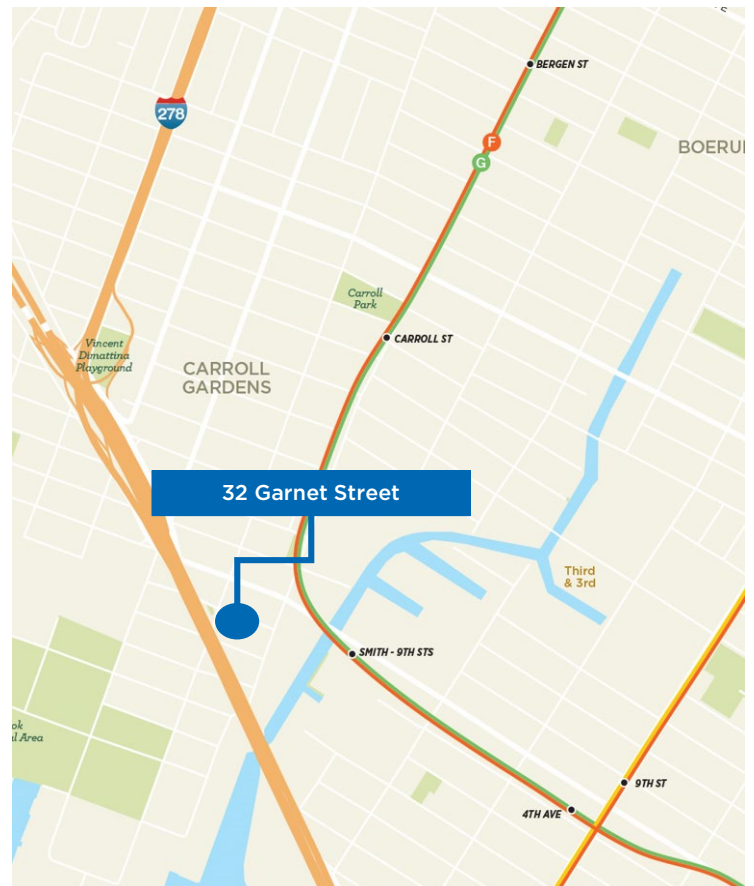 BERGEN ST
278
F
G
BOERU
Carroll
Park
CARROLL ST
Vincent
Dimattina
Playground
CARROLL
GARDENS
32 Garnet Street
Third
& 3rd
SMITH - 9TH STS
ok
al Area
9TH ST
4TH AVE